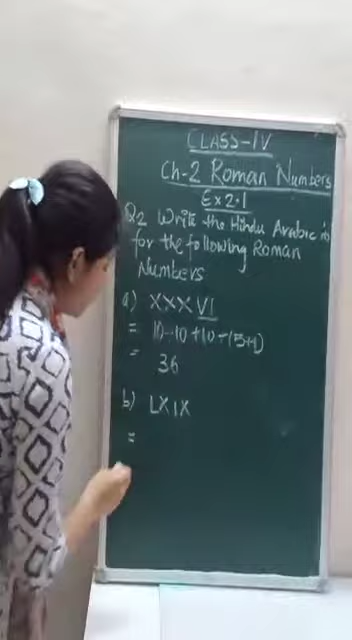 CLASS-IV
Ch-2 Roman Numbers
Ex 2.1
Q2 Write the Hindu Arabic
for the following Roman
Numbers
a) XXXVI
= 10+10+10+(5+1)
= 36
b) LXIX
=